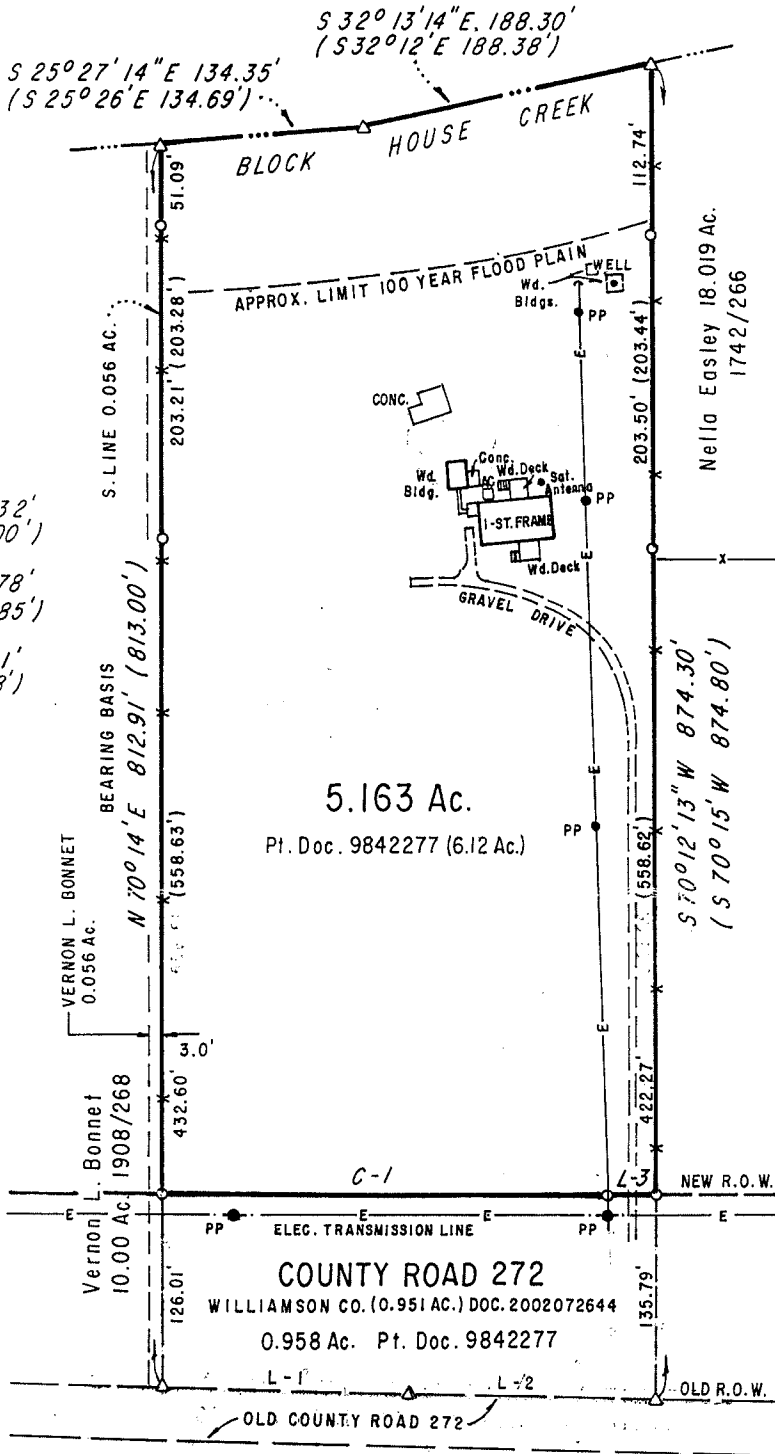 S 32° 13'14"E. 188.30'
(S32°12'E 188.38')
S 25° 27' 14"E 134.35'
(S 25° 26'E 134.69')
BLOCK HOUSE CREEK
51.09'
112.74'
APPROX. LIMIT 100 YEAR FLOOD PLAIN
WELL
Wd.
Bldgs.
PP
E
Nella Easley 18.019 Ac.
1742/266
S. LINE 0.056 AC.
203.21' (203.28')
203.50' (203.44')
CONC.
Conc.
Wd.
Bldg.
AC
Wd. Deck
Sat.
Antenna
PP
1-ST. FRAME
E
Wd. Deck
X
GRAVEL DRIVE
32'
00')
78'
85')
1'
8')
BEARING BASIS
N 70° 14' E 812.91' (813.00')
(558.63')
S 70° 12' 13" W 874.30'
(S 70° 15' W 874.80')
(558.62')
5.163 Ac.
Pt. Doc. 9842277 (6.12 Ac.)
E
PP
E
VERNON L. BONNET
0.056 Ac.
3.0'
432.60'
422.27'
Vernon L. Bonnet
10.00 Ac. 1908/268
C-1
L-3
NEW R.O.W.
E
PP
ELEC. TRANSMISSION LINE
E
E
PP
E
126.01'
135.79'
COUNTY ROAD 272
WILLIAMSON CO. (0.951 AC.) DOC. 2002072644
0.958 Ac. Pt. Doc. 9842277
L-1
L-2
OLD R.O.W.
OLD COUNTY ROAD 272